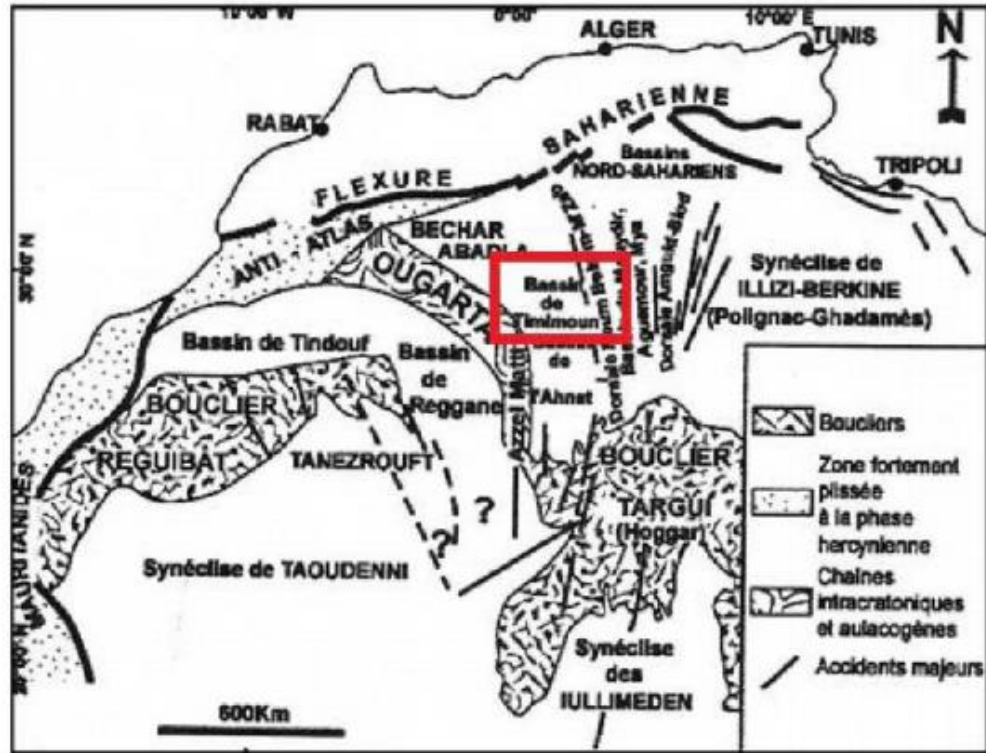 10°00' W
0°00'
10°00' E
ALGER
TUNIS
N
RABAT
FLEXURE SAHARIENNE
Bassins
NORD-SAHARIENS
TRIPOLI
ANTI ATLAS
BECHAR
OUGARTA
30°00' N
Bassin
de
Timimoun
Synéclise de
ILLIZI-BERKINE
(Polignac-Ghadamès)
Bassin de Tindouf
Bassin
de
Reggane
Azzel Matti
de
l'Ahnet
BOUCLIER
REGUIBAT
TANEZROUFT
?
?
BOUCLIER
TARGUI
(Hoggar)
MAURITANIDES
20°00' N
Synéclise de TAOUDENNI
Synéclise
des
IULLIMEDEN
600Km
Boucliers
Zone fortement
plissée
à la phase
hercynienne
Chaînes
intracratoniques
et aulacogènes
Accidents majeurs